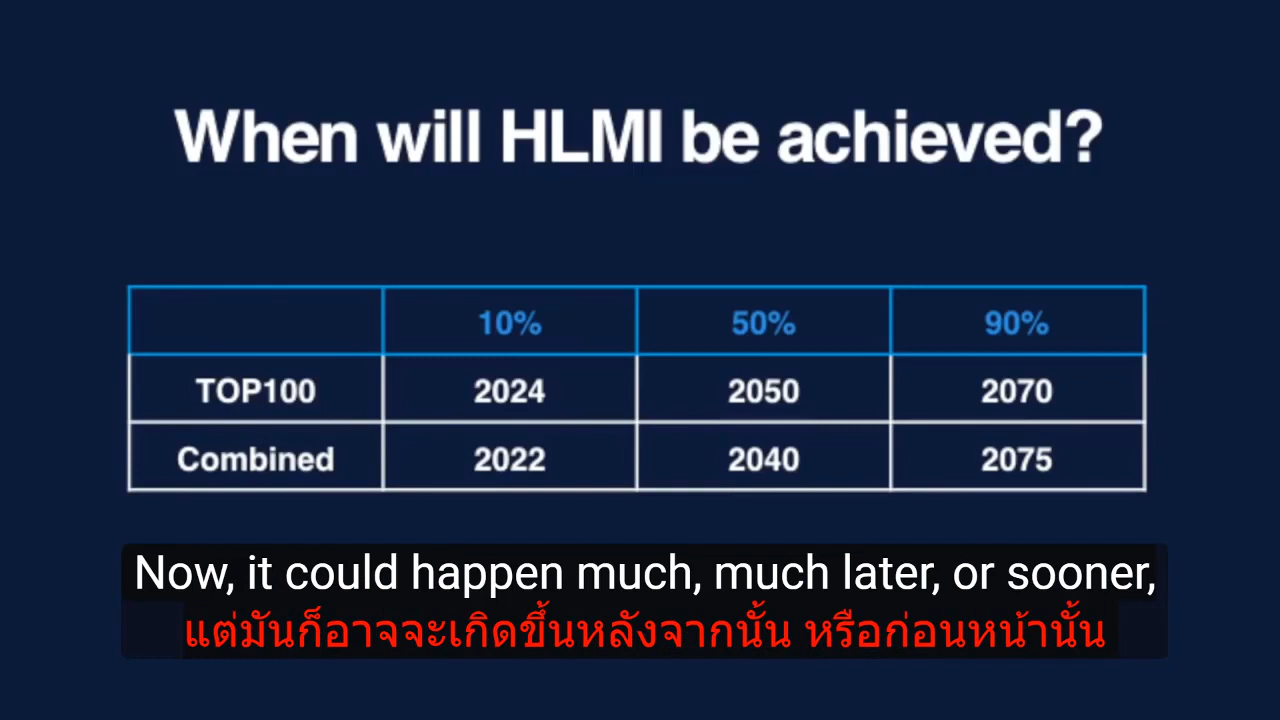 When will HLMI be achieved?
10% 50% 90%
TOP100 2024 2050 2070
Combined 2022 2040 2075
Now, it could happen much, much later, or sooner,
แต่มันก็อาจจะเกิดขึ้นหลังจากนั้น หรือก่อนหน้านั้น